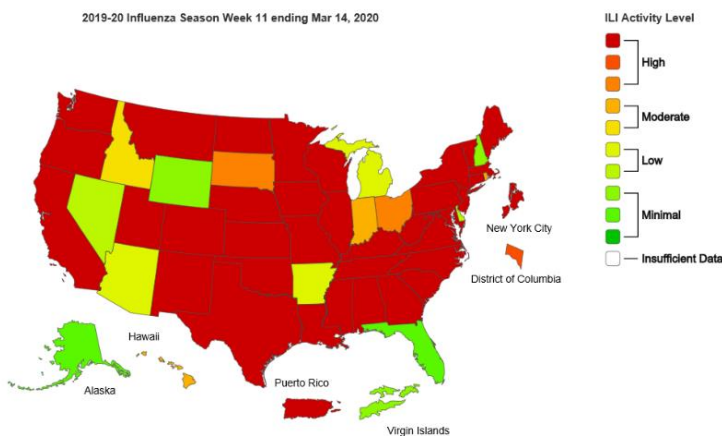 2019-20 Influenza Season Week 11 ending Mar 14, 2020
ILI Activity Level
High
Moderate
Low
Minimal
Insufficient Data
New York City
District of Columbia
Hawaii
Alaska
Puerto Rico
Virgin Islands